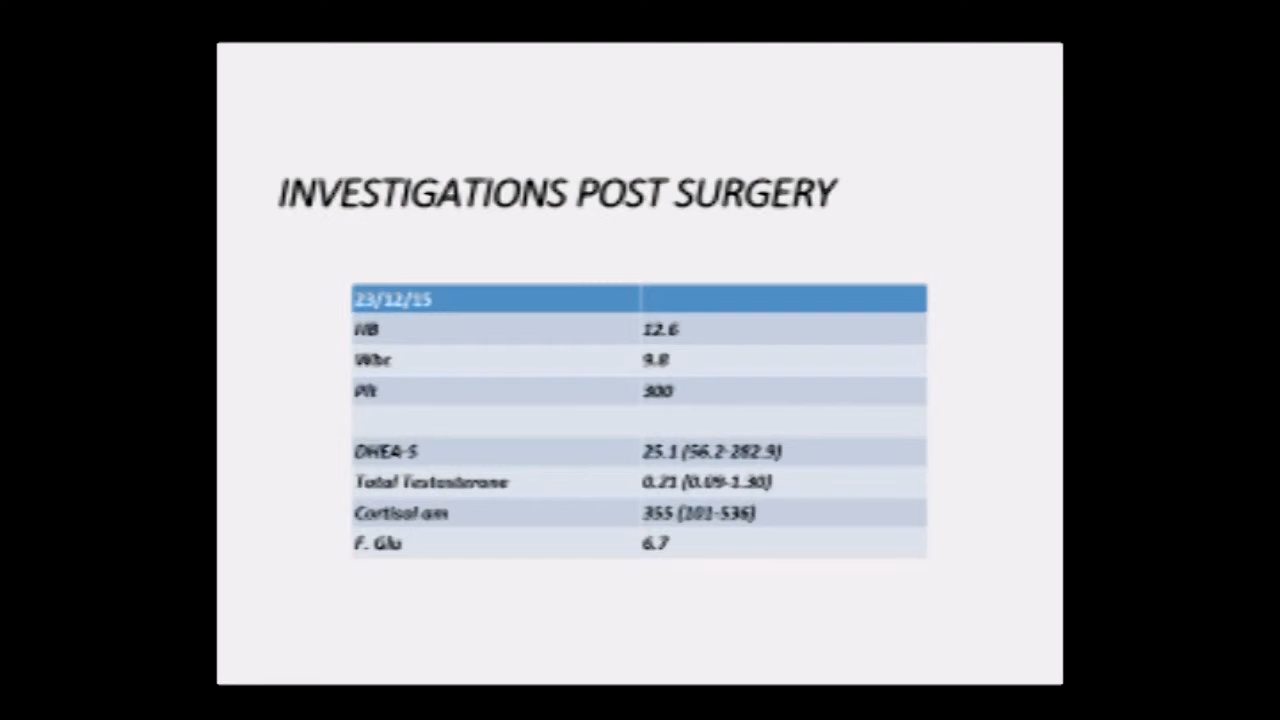 INVESTIGATIONS POST SURGERY
23/12/15
HB 12.6
Wbc 9.8
Plt 300
DHEA-S 25.1 (56.2-282.9)
Total Testosterone 0.21 (0.09-1.30)
Cortisol am 355 (101-536)
F. Glu 6.7